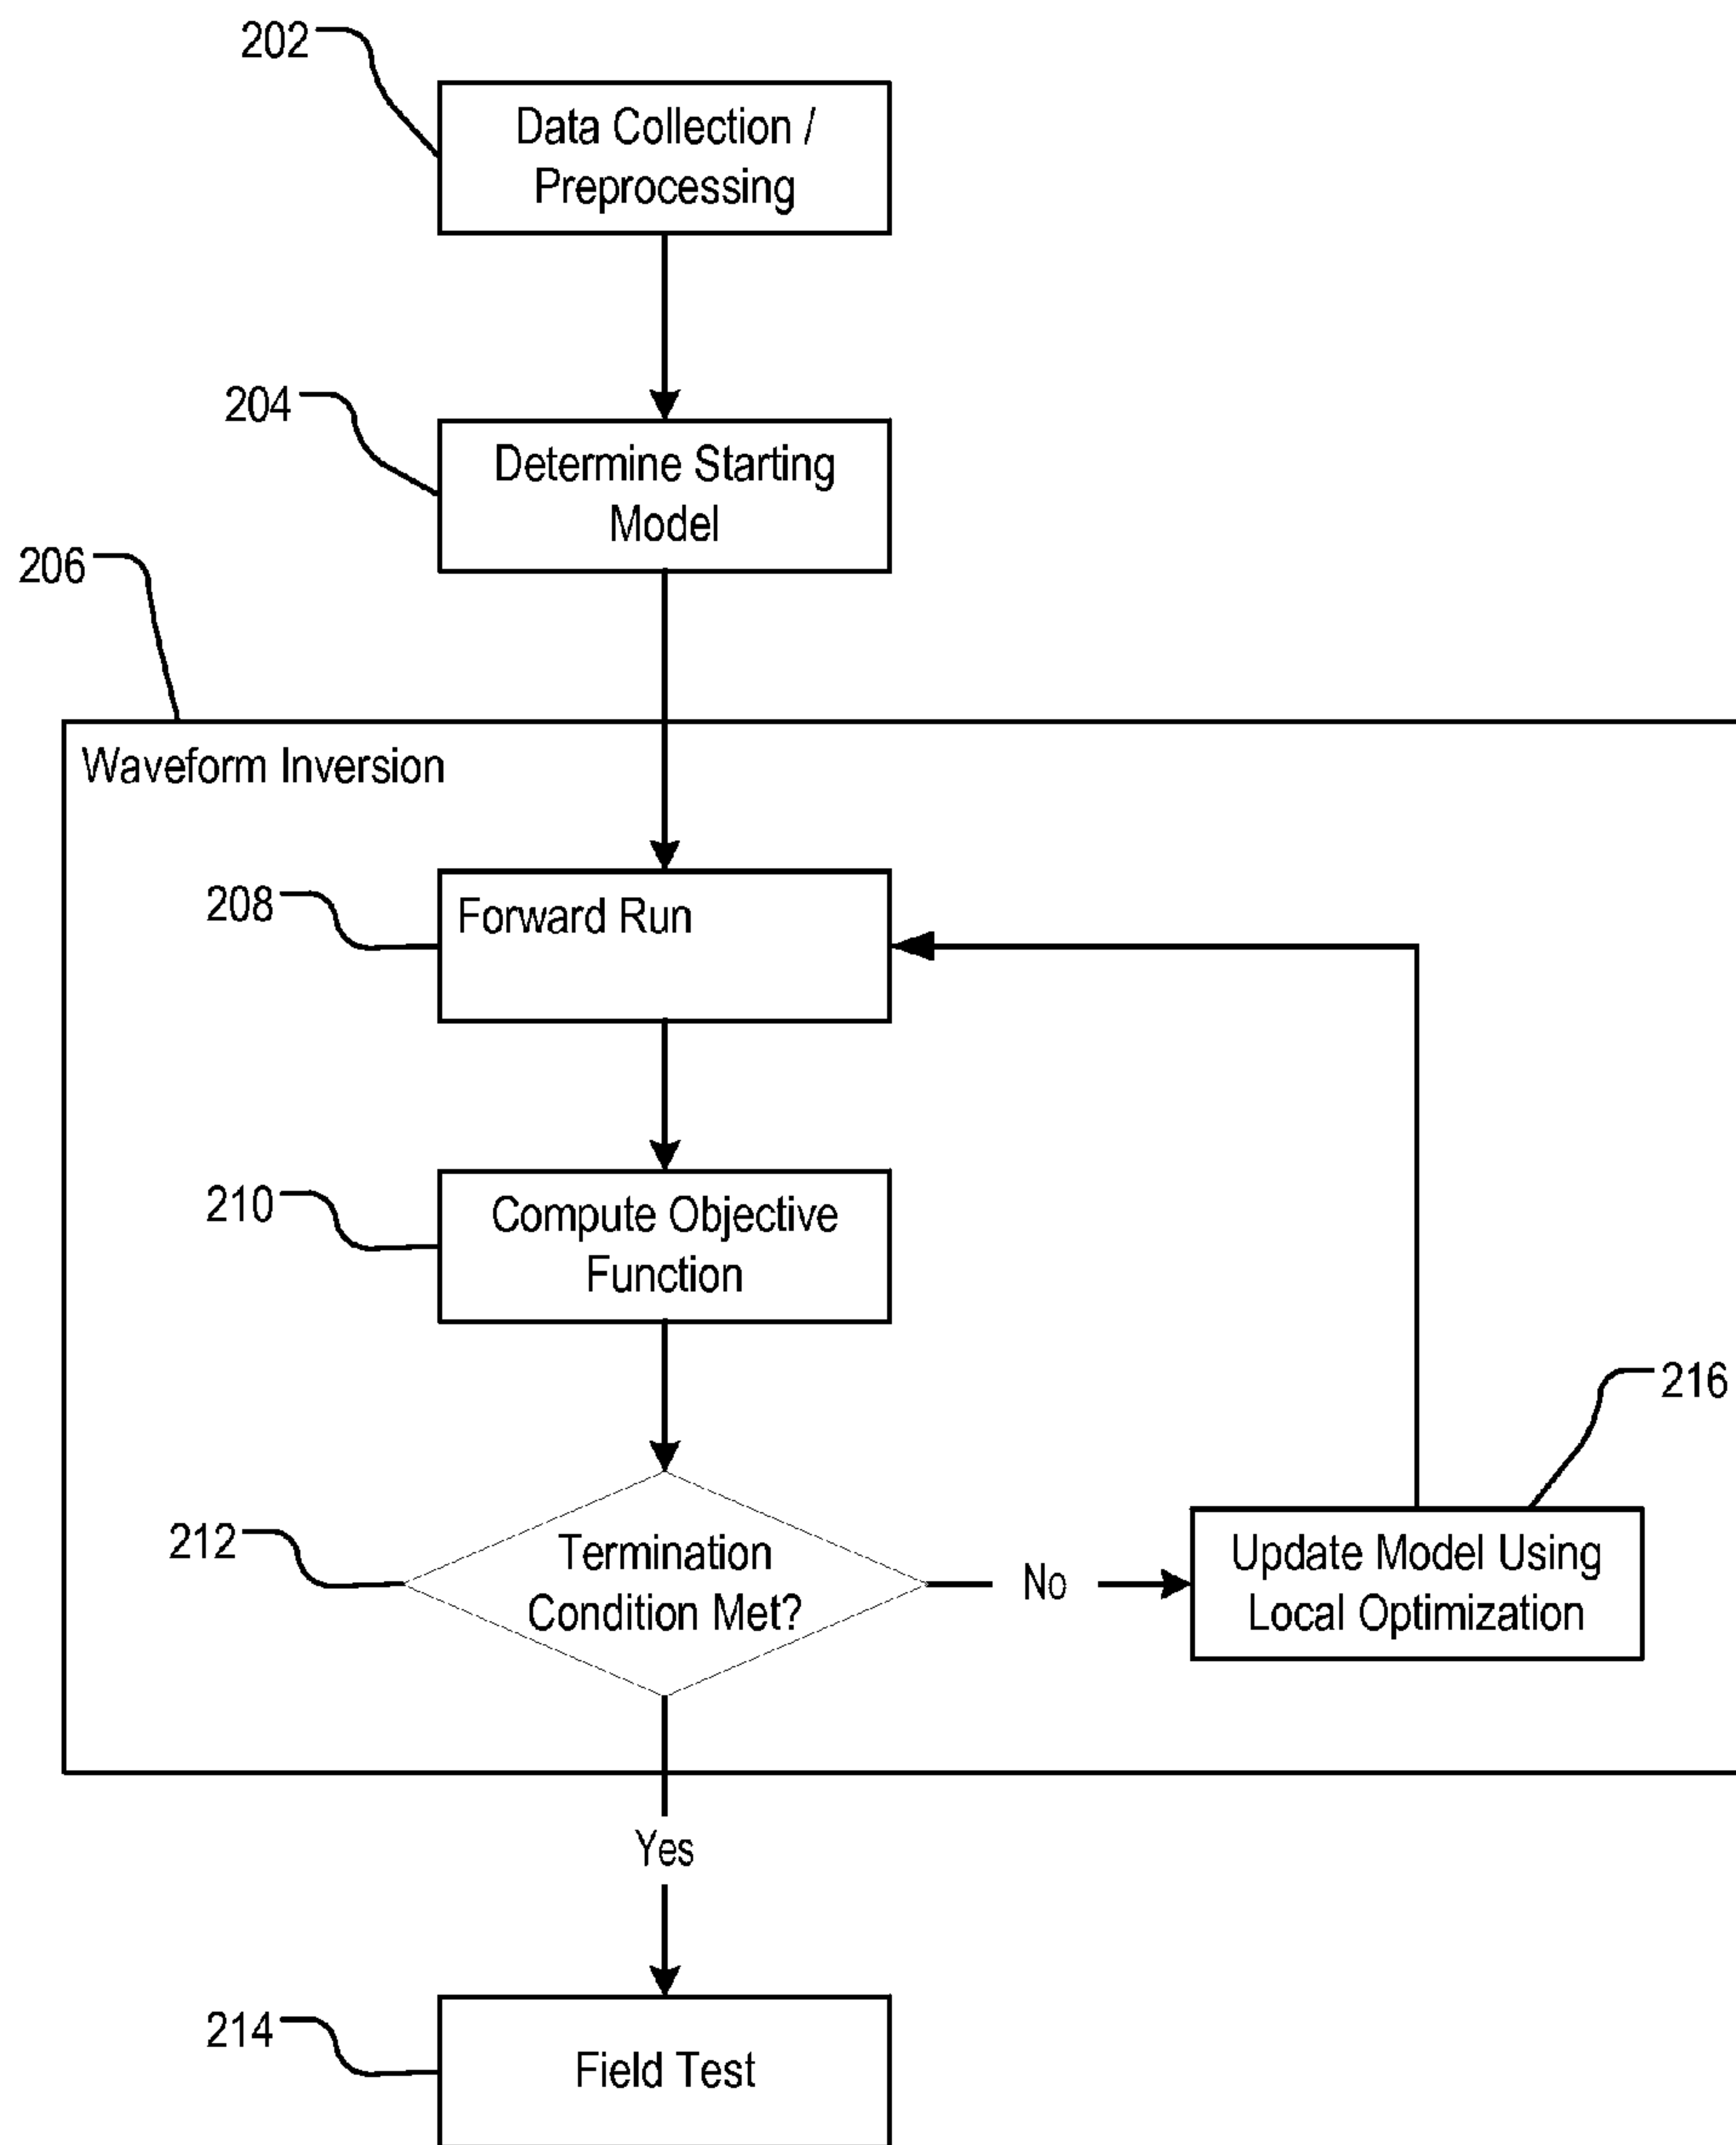 202
Data Collection /
Preprocessing
204
Determine Starting
Model
206
Waveform Inversion
208
Forward Run
210
Compute Objective
Function
216
212
Termination
Condition Met?
No
Update Model Using
Local Optimization
Yes
214
Field Test